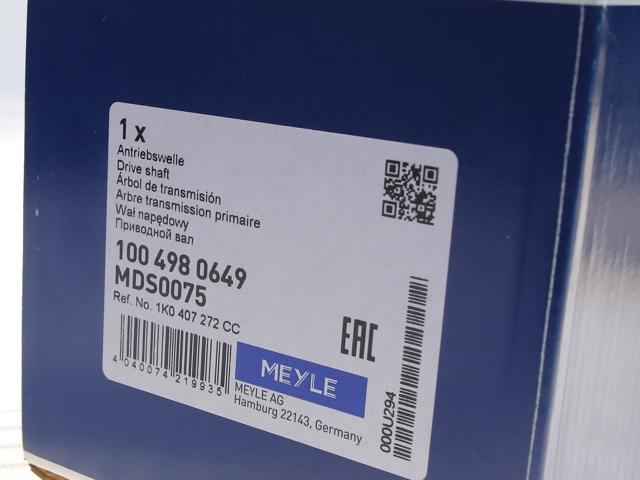 1 x
Antriebswelle
Drive shaft
Árbol de transmisión
Arbre transmission primaire
Wał napędowy
Приводной вал
100 498 0649
MDS0075
Ref. No. 1K0 407 272 CC
EAC
4 040074 219935
MEYLE
MEYLE AG
Hamburg 22143, Germany
000U294